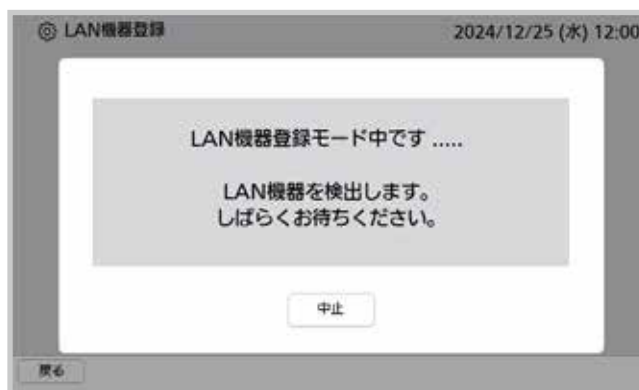 LAN機器登録
2024/12/25 (水) 12:00
LAN機器登録モード中です .....
LAN機器を検出します。
しばらくお待ちください。
中止
戻る